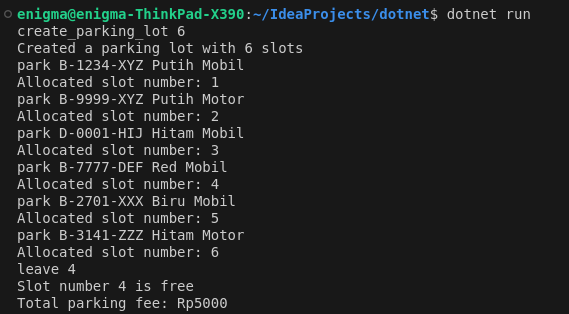 enigma@enigma-ThinkPad-X390:~/IdeaProjects/dotnet$ dotnet run
create_parking_lot 6
Created a parking lot with 6 slots
park B-1234-XYZ Putih Mobil
Allocated slot number: 1
park B-9999-XYZ Putih Motor
Allocated slot number: 2
park D-0001-HIJ Hitam Mobil
Allocated slot number: 3
park B-7777-DEF Red Mobil
Allocated slot number: 4
park B-2701-XXX Biru Mobil
Allocated slot number: 5
park B-3141-ZZZ Hitam Motor
Allocated slot number: 6
leave 4
Slot number 4 is free
Total parking fee: Rp5000